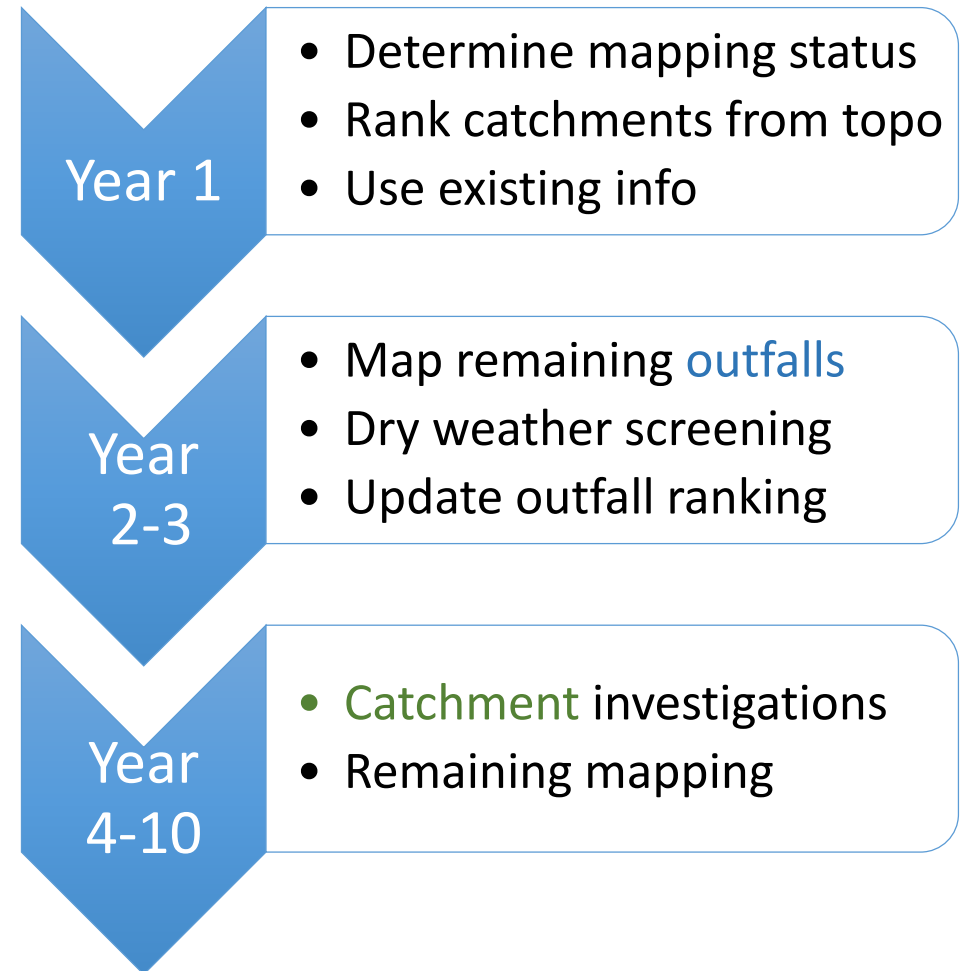 Year 1
• Determine mapping status
• Rank catchments from topo
• Use existing info
Year
2-3
• Map remaining outfalls
• Dry weather screening
• Update outfall ranking
Year
4-10
• Catchment investigations
• Remaining mapping